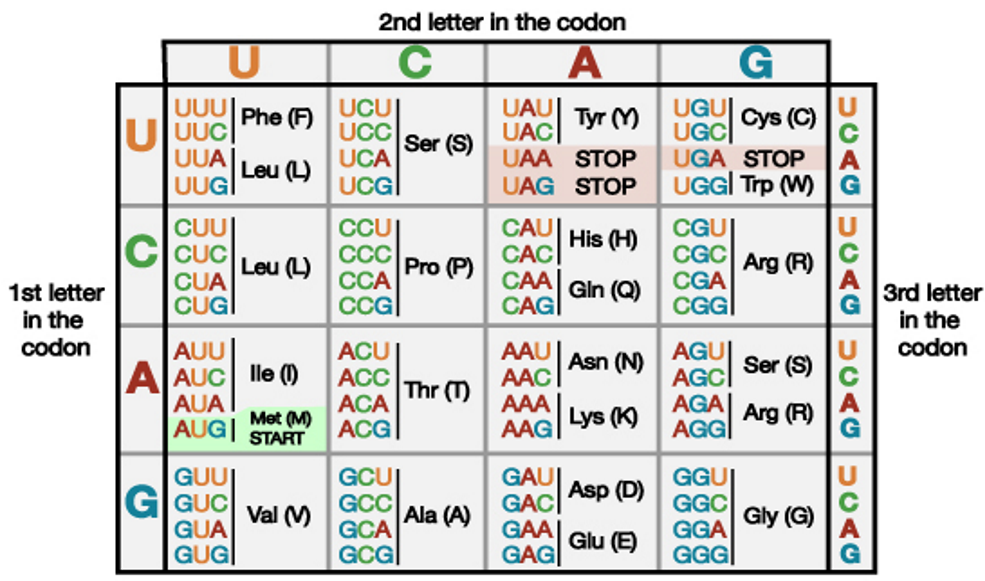 2nd letter in the codon
U C A G
U
UUU Phe (F) UCU Ser (S) UAU Tyr (Y) UGU Cys (C) U
UUC UCC UAC UGC C
UUA Leu (L) UCA UAA STOP UGA STOP A
UUG UCG UAG STOP UGG Trp (W) G
C
CUU Leu (L) CCU Pro (P) CAU His (H) CGU Arg (R) U
CUC CCC CAC CGC C
CUA CCA CAA Gln (Q) CGA A
CUG CCG CAG CGG G
1st letter
in the
codon
3rd letter
in the
codon
A
AUU Ile (I) ACU Thr (T) AAU Asn (N) AGU Ser (S) U
AUC ACC AAC AGC C
AUA ACA AAA Lys (K) AGA Arg (R) A
AUG Met (M) START ACG AAG AGG G
G
GUU Val (V) GCU Ala (A) GAU Asp (D) GGU Gly (G) U
GUC GCC GAC GGC C
GUA GCA GAA Glu (E) GGA A
GUG GCG GAG GGG G